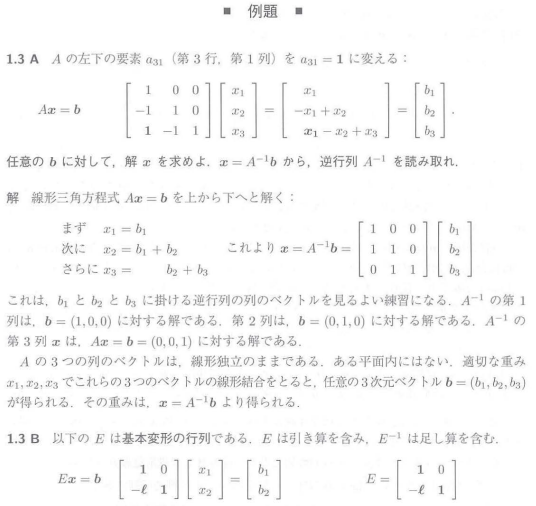 ■ 例題 ■
1.3 A A の左下の要素 a₃₁(第 3 行,第 1 列)を a₃₁ = 1 に変える:
Ax = b [1 0 0; −1 1 0; 1 −1 1] [x₁; x₂; x₃] = [x₁; −x₁ + x₂; x₁ − x₂ + x₃] = [b₁; b₂; b₃].
任意の b に対して,解 x を求めよ.x = A⁻¹b から,逆行列 A⁻¹ を読み取れ.
解 線形三角方程式 Ax = b を上から下へと解く:
まず x₁ = b₁
次に x₂ = b₁ + b₂ これより x = A⁻¹b = [1 0 0; 1 1 0; 0 1 1] [b₁; b₂; b₃]
さらに x₃ = b₂ + b₃
これは,b₁ と b₂ と b₃ に掛ける逆行列の列のベクトルを見るよい練習になる.A⁻¹ の第 1
列は,b = (1,0,0) に対する解である.第 2 列は,b = (0,1,0) に対する解である.A⁻¹ の
第 3 列 x は,Ax = b = (0,0,1) に対する解である.
A の 3 つの列のベクトルは,線形独立のままである.ある平面内にはない.適切な重み
x₁, x₂, x₃ でこれらの 3 つのベクトルの線形結合をとると,任意の 3 次元ベクトル b = (b₁, b₂, b₃)
が得られる.その重みは,x = A⁻¹b より得られる.
1.3 B 以下の E は基本変形の行列である.E は引き算を含み,E⁻¹ は足し算を含む.
Ex = b [1 0; −ℓ 1] [x₁; x₂] = [b₁; b₂] E = [1 0; −ℓ 1]